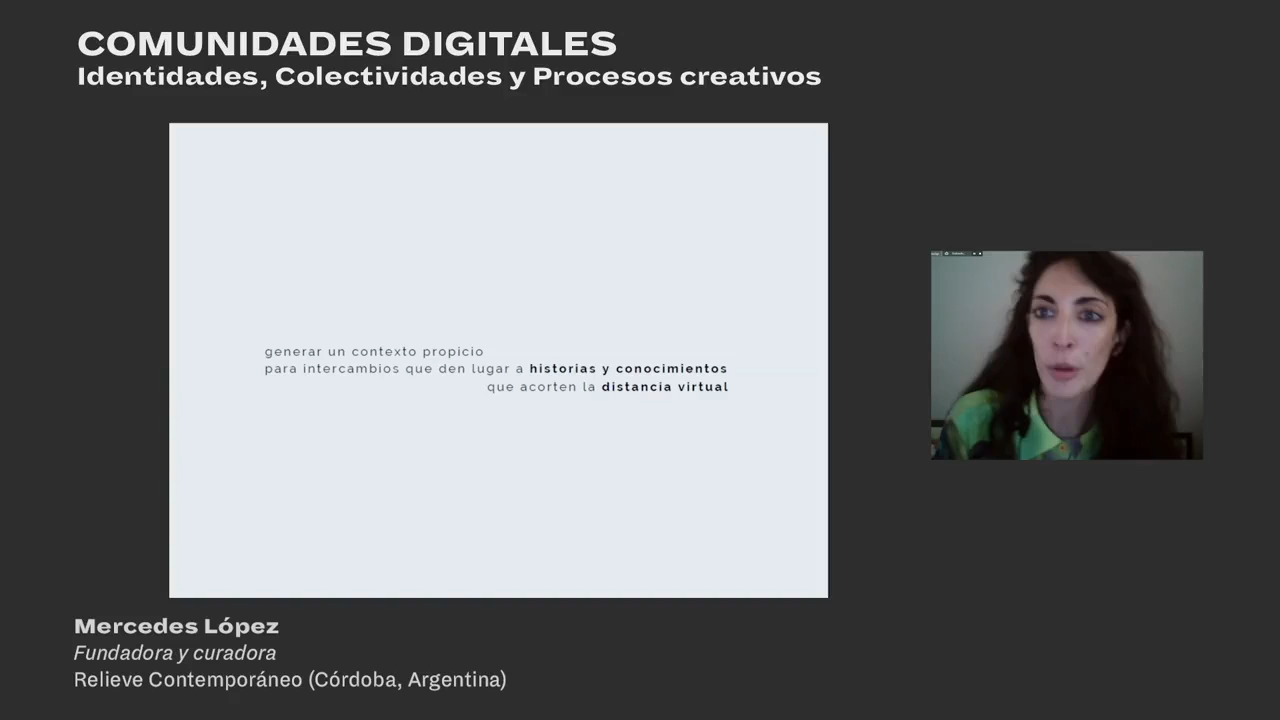 COMUNIDADES DIGITALES
Identidades, Colectividades y Procesos creativos
generar un contexto propicio
para intercambios que den lugar a historias y conocimientos
que acorten la distancia virtual
Mercedes López
Fundadora y curadora
Relieve Contemporáneo (Córdoba, Argentina)